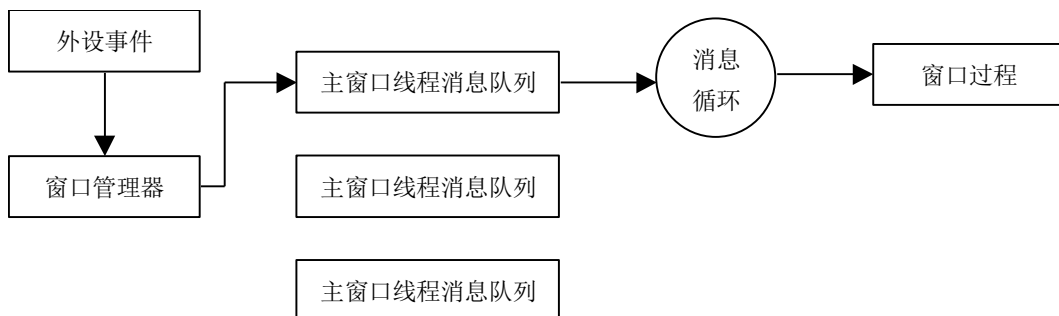 外设事件
窗口管理器
主窗口线程消息队列
主窗口线程消息队列
主窗口线程消息队列
消息
循环
窗口过程